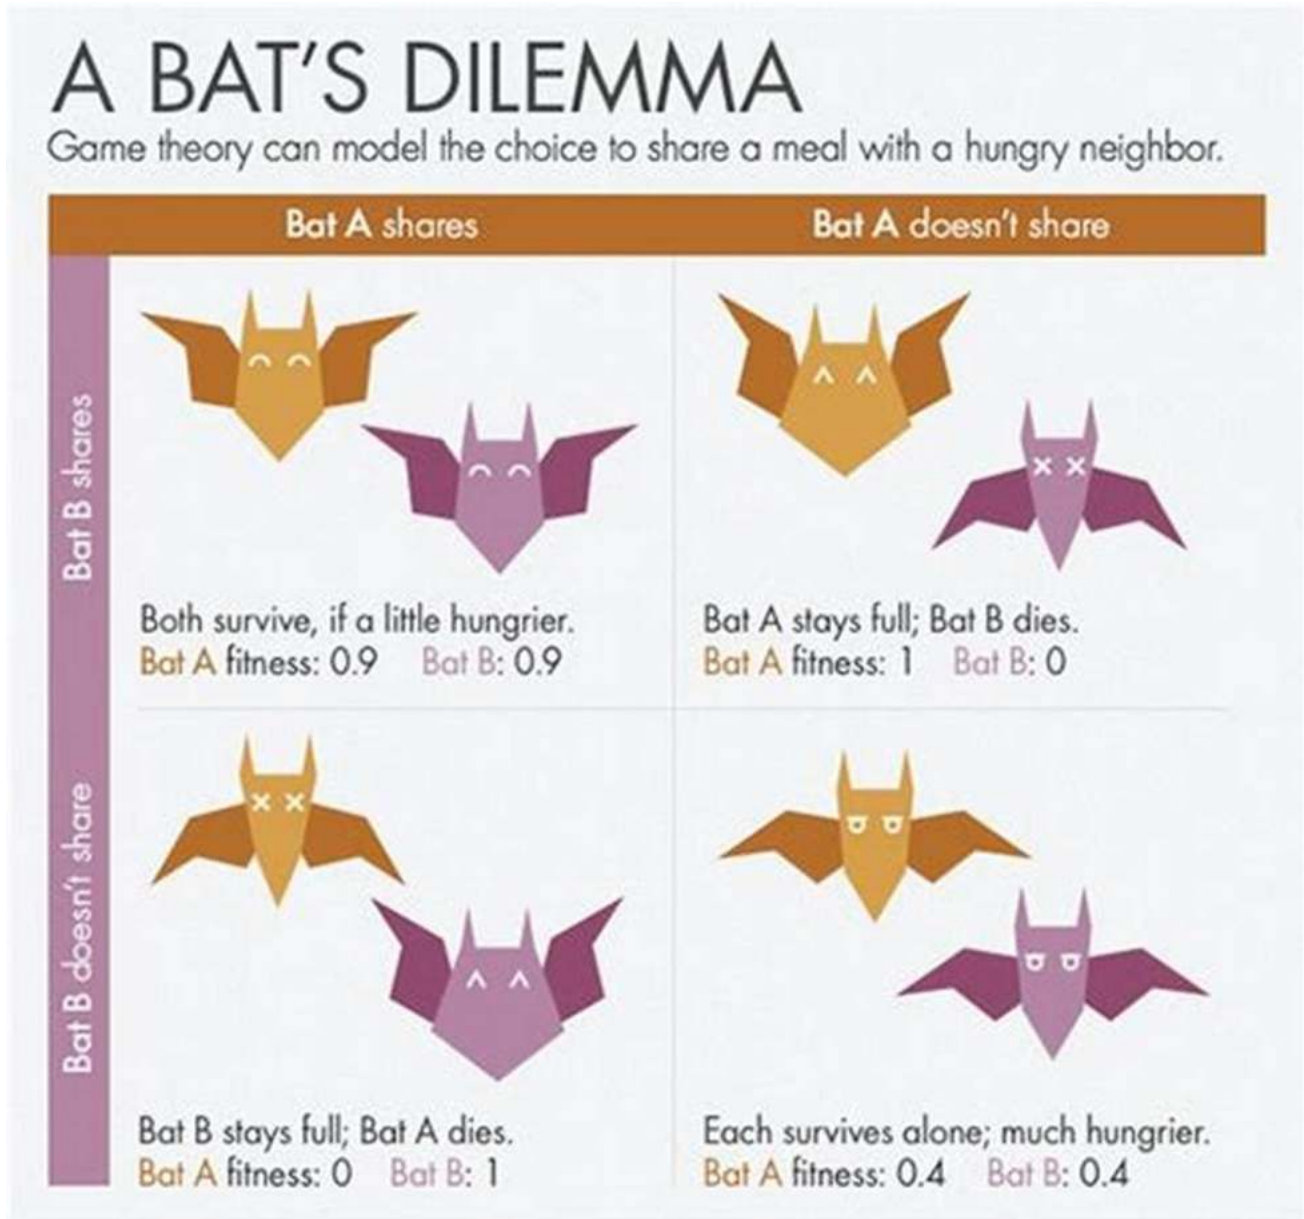 A BAT'S DILEMMA
Game theory can model the choice to share a meal with a hungry neighbor.
Bat A shares
Bat A doesn't share
Bat B shares
Both survive, if a little hungrier.
Bat A fitness: 0.9 Bat B: 0.9
Bat A stays full; Bat B dies.
Bat A fitness: 1 Bat B: 0
Bat B doesn't share
Bat B stays full; Bat A dies.
Bat A fitness: 0 Bat B: 1
Each survives alone; much hungrier.
Bat A fitness: 0.4 Bat B: 0.4